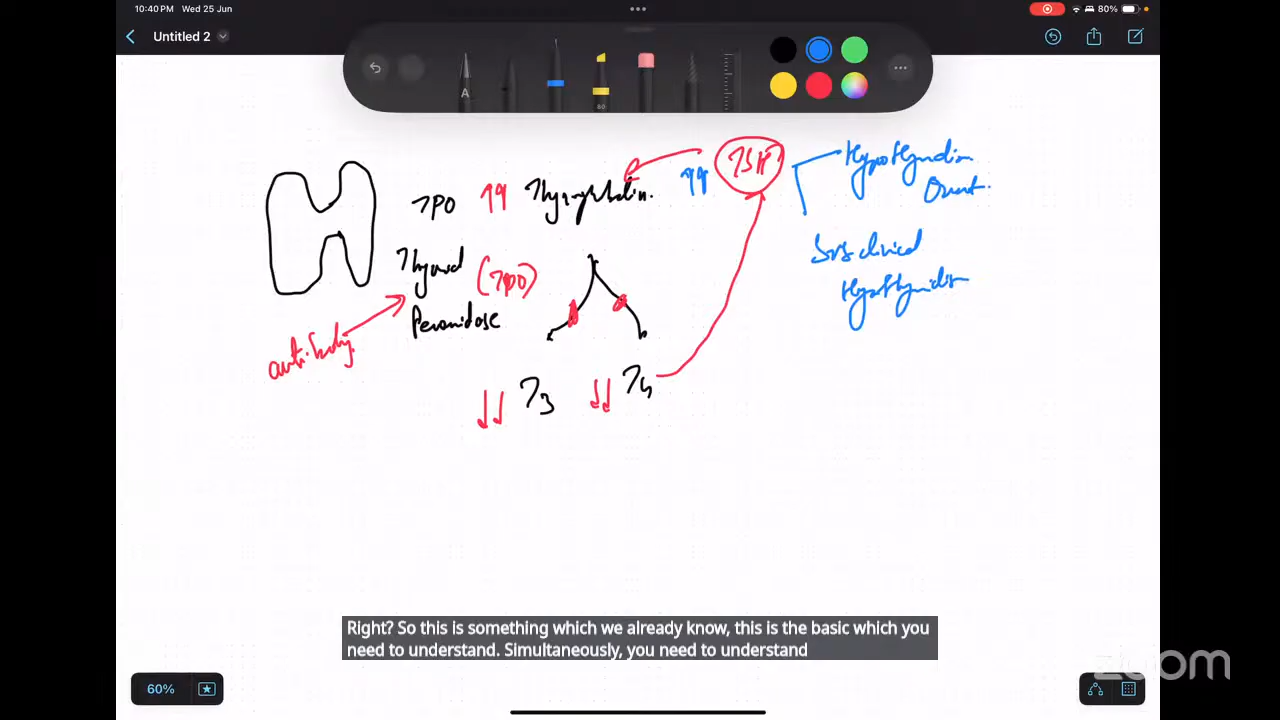 10:40 PM Wed 25 Jun
80%
Untitled 2
A
80
TSH
Hypothyroidism
Overt.
TPO
Subclinical
Hypothyroidism
Thyroid
(TPO)
Peroxidase
antibody.
T3
T4
Right? So this is something which we already know, this is the basic which you
need to understand. Simultaneously, you need to understand
zoom
60%